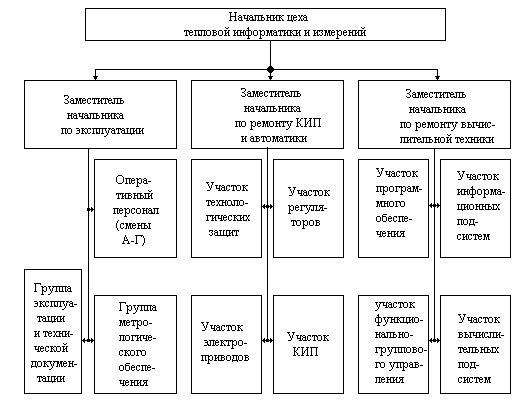 Начальник цеха
тепловой информатики и измерений
Заместитель
начальника
по эксплуатации
Заместитель
начальника
по ремонту КИП
и автоматики
Заместитель
начальника
по ремонту вычис-
лительной техники
Опера-
тивный
персонал
(смены
А-Г)
Участок
техноло-
гических
защит
Участок
регуля-
торов
Участок
програм-
много
обеспе-
чения
Участок
информа-
ционных
под-
систем
Группа
эксплуа-
тации
и техни-
ческой
докумен-
тации
Группа
метро-
логиче-
ского
обеспе-
чения
Участок
электро-
приводов
Участок
КИП
участок
функцио-
нально-
группово-
го управ-
ления
Участок
вычисли-
тельных
под-
систем